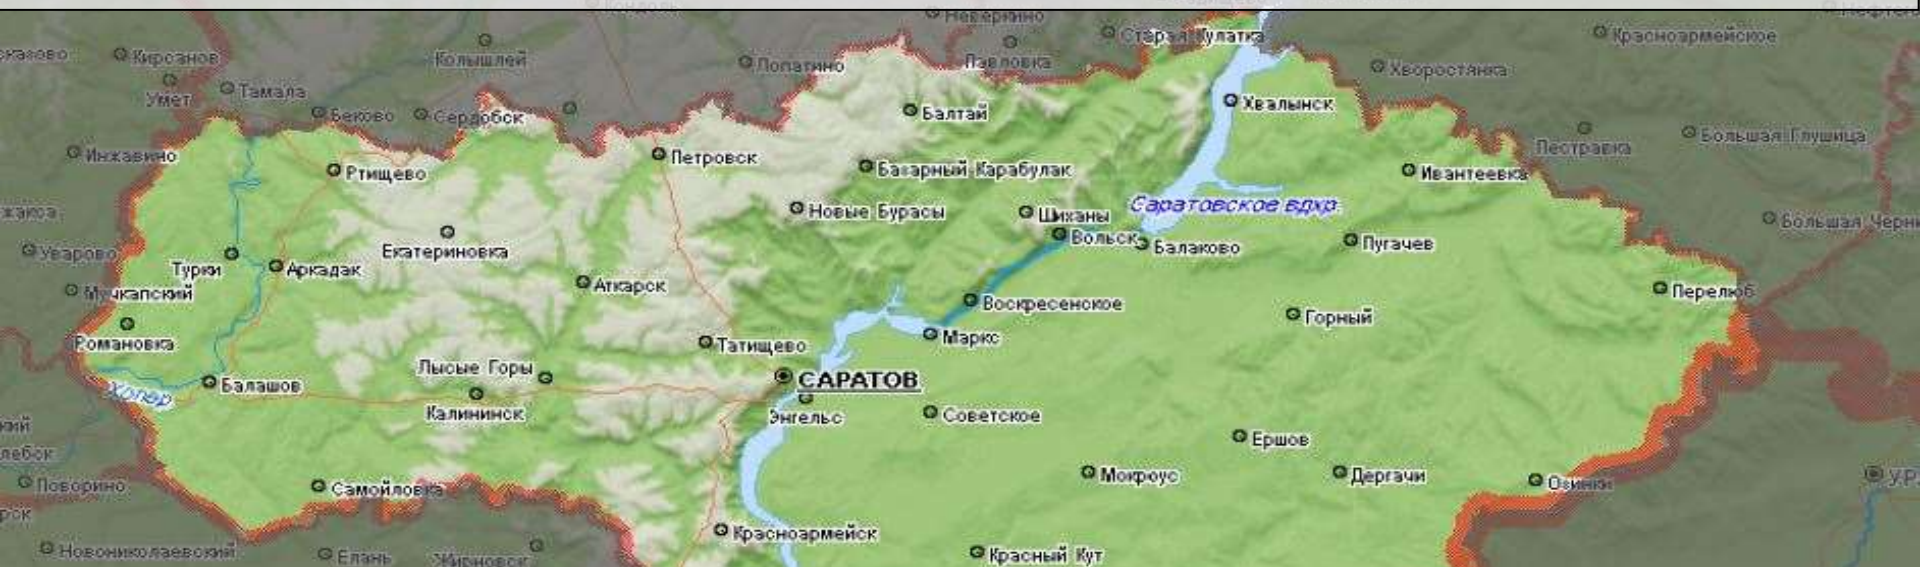 Неверкино
Старая Кулатка
Красноармейское
Кирсанов
Колышлей
Лопатино
Павловка
Хворостянка
Умет
Тамала
Беково
Сердобск
Балтай
Хвалынск
Пестравка
Большая Глушица
Инжавино
Ртищево
Петровск
Базарный Карабулак
Ивантеевка
Новые Бурасы
Шиханы
Саратовское вдхр.
Уварово
Екатериновка
Вольск
Балаково
Пугачев
Турки
Аркадак
Аткарск
Мучкапский
Воскресенское
Перелюб
Романовка
Горный
Маркс
Татищево
Лысые Горы
Балашов
САРАТОВ
Хопер
Калининск
Энгельс
Советское
Ершов
Поворино
Самойловка
Мокроус
Дергачи
Озинки
Красноармейск
Новониколаевский
Елань
Жирновск
Красный Кут